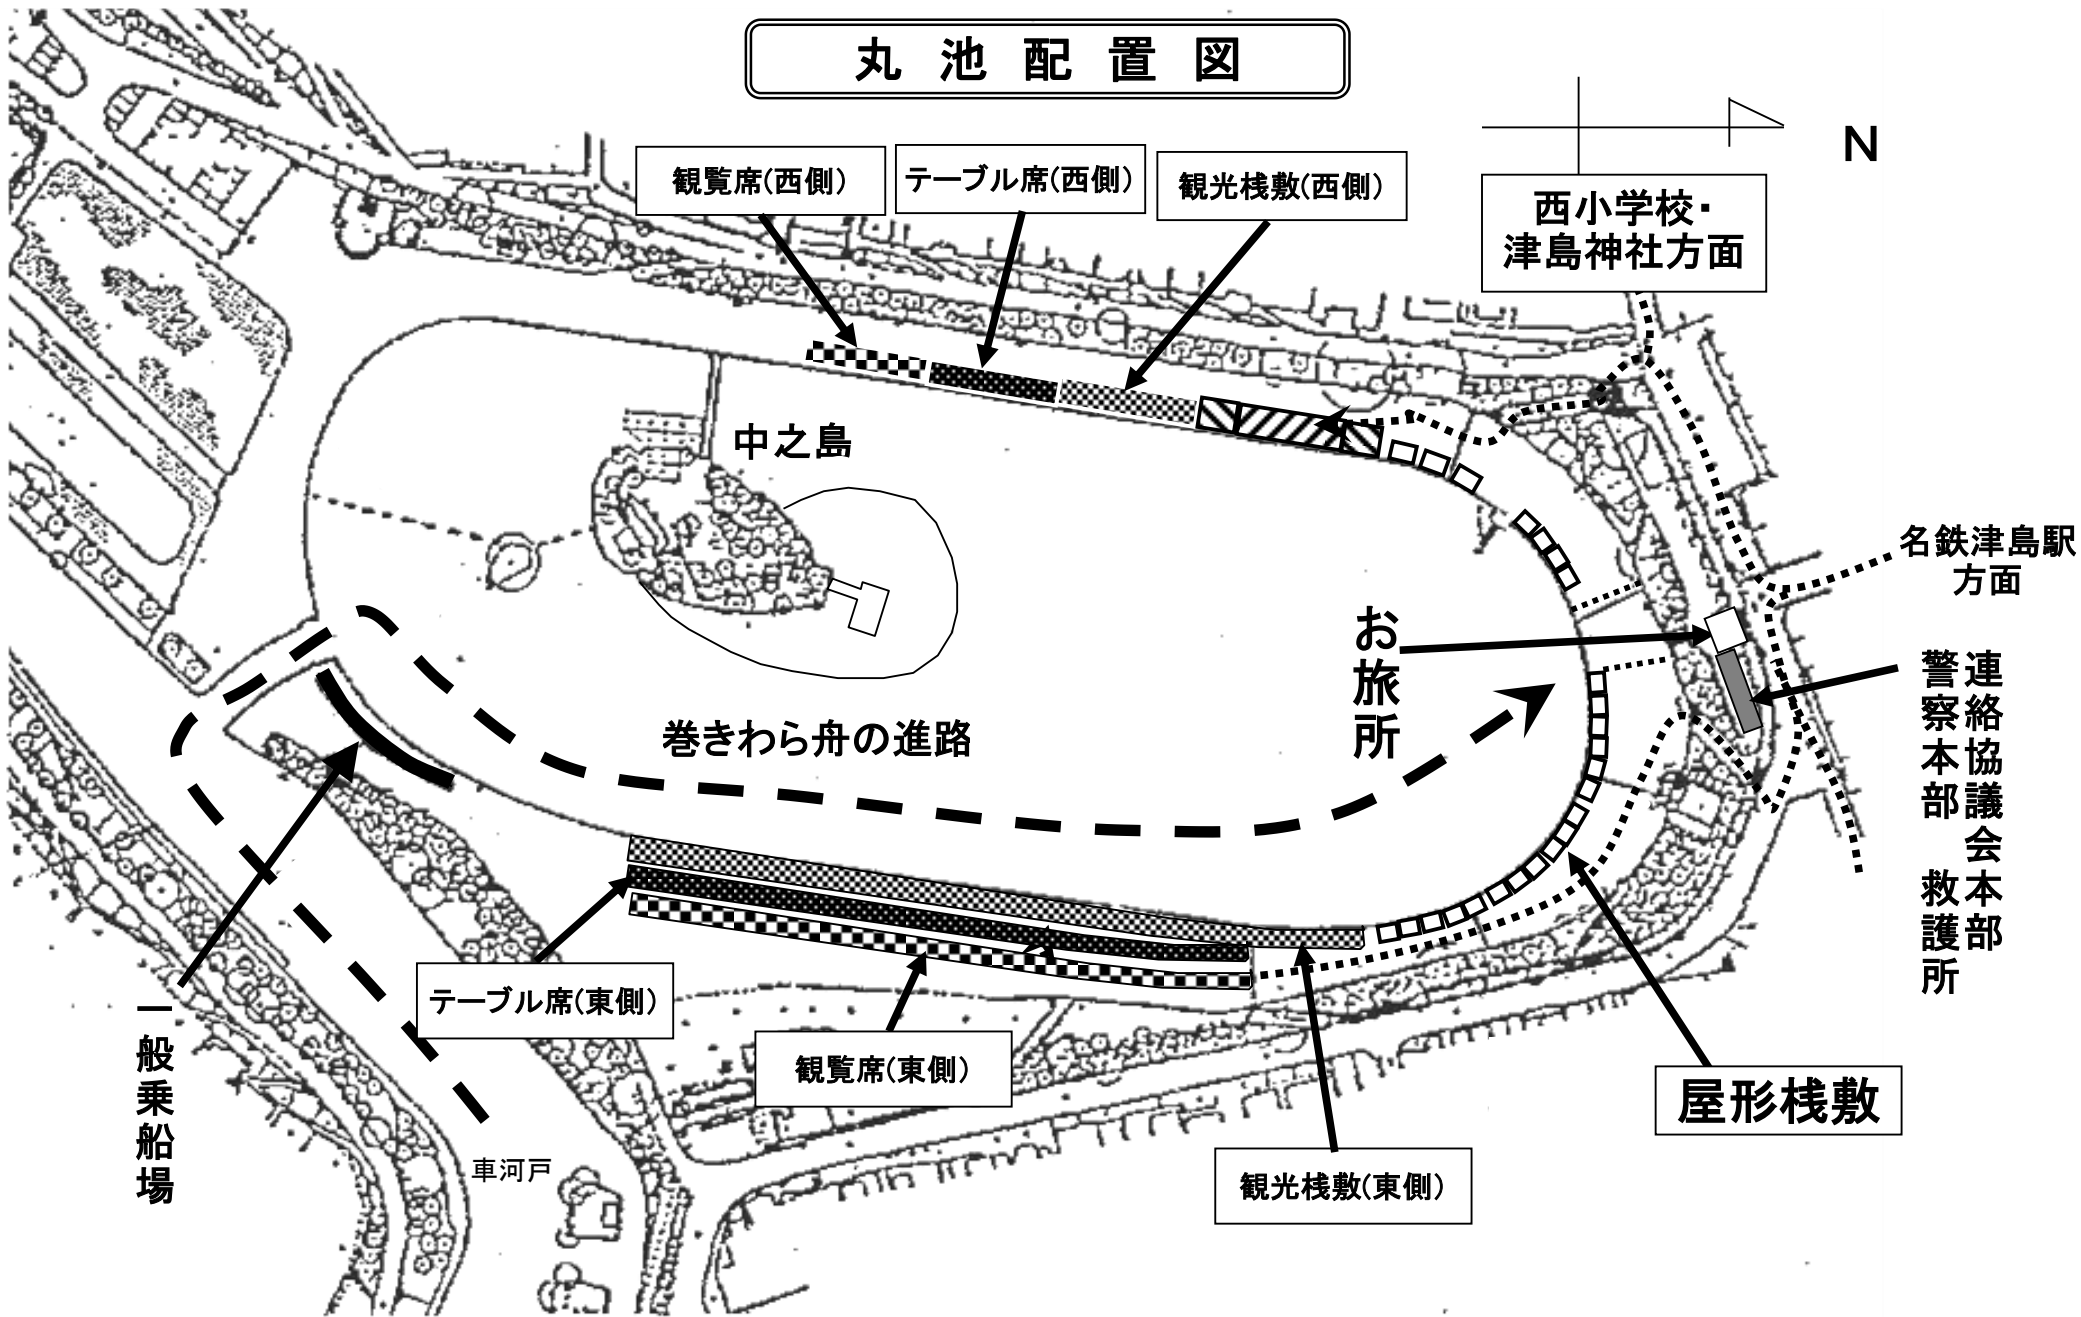 丸池配置図
N
観覧席(西側)
テーブル席(西側)
観光桟敷(西側)
西小学校・
津島神社方面
中之島
名鉄津島駅
方面
お旅所
連絡協議会本部
警察本部 救護所
巻きわら舟の進路
テーブル席(東側)
観覧席(東側)
一般乗船場
屋形桟敷
車河戸
観光桟敷(東側)